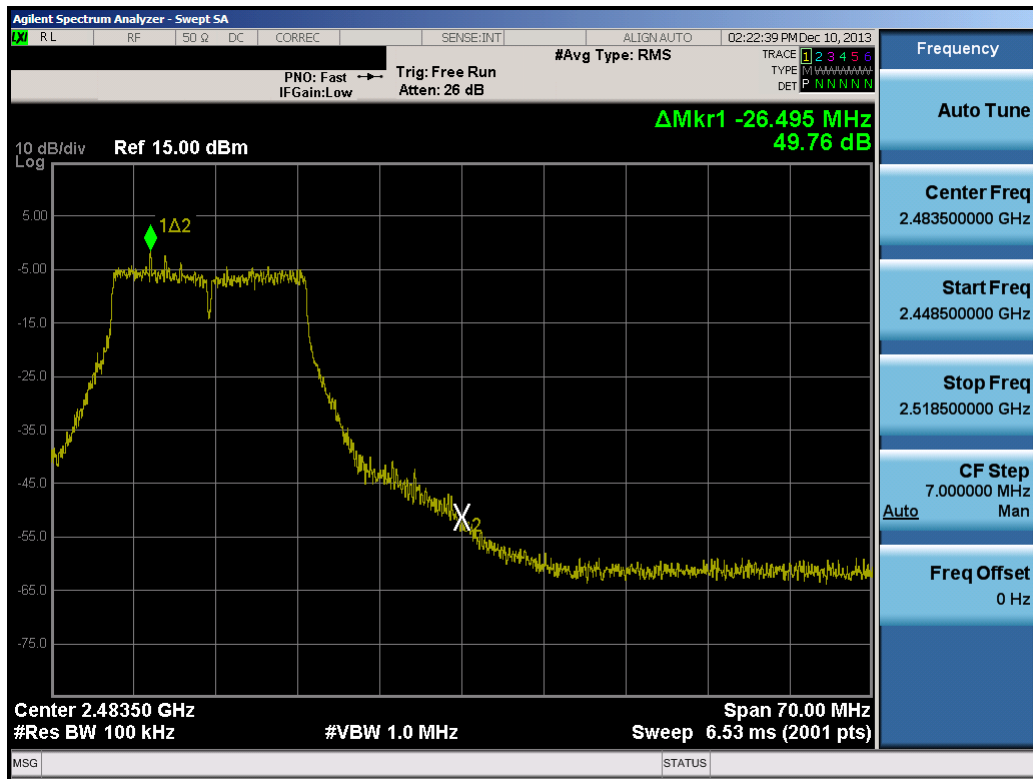 Agilent Spectrum Analyzer - Swept SA
LXI RL RF 50 Ω DC CORREC SENSE:INT ALIGN AUTO 02:22:39 PM Dec 10, 2013
#Avg Type: RMS TRACE 1 2 3 4 5 6
PNO: Fast Trig: Free Run TYPE M WWWWW
IFGain:Low Atten: 26 dB DET P N N N N N
ΔMkr1 -26.495 MHz
49.76 dB
10 dB/div Ref 15.00 dBm
Log
5.00
1Δ2
-5.00
-15.0
-25.0
-35.0
-45.0
2
-55.0
-65.0
-75.0
Center 2.48350 GHz Span 70.00 MHz
#Res BW 100 kHz #VBW 1.0 MHz Sweep 6.53 ms (2001 pts)
MSG STATUS
Frequency
Auto Tune
Center Freq
2.483500000 GHz
Start Freq
2.448500000 GHz
Stop Freq
2.518500000 GHz
CF Step
7.000000 MHz
Auto Man
Freq Offset
0 Hz